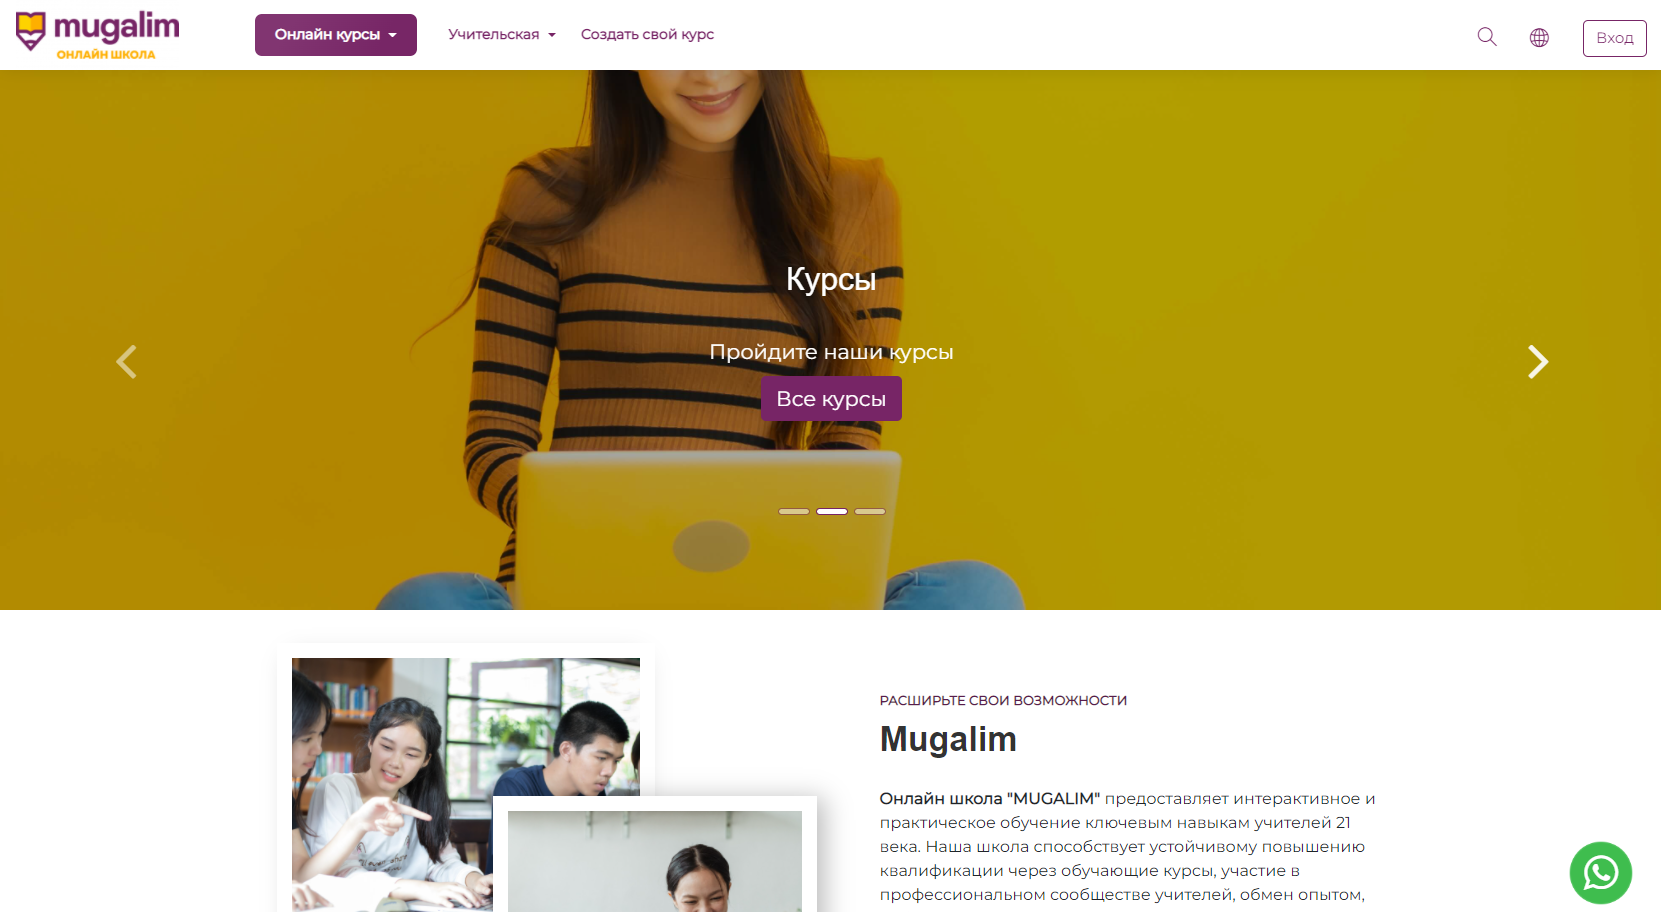 mugalim
ОНЛАЙН ШКОЛА
Онлайн курсы
Учительская
Создать свой курс
Вход
Курсы
Пройдите наши курсы
Все курсы
РАСШИРЬТЕ СВОИ ВОЗМОЖНОСТИ
Mugalim
Онлайн школа "MUGALIM" предоставляет интерактивное и
практическое обучение ключевым навыкам учителей 21
века. Наша школа способствует устойчивому повышению
квалификации через обучающие курсы, участие в
профессиональном сообществе учителей, обмен опытом,